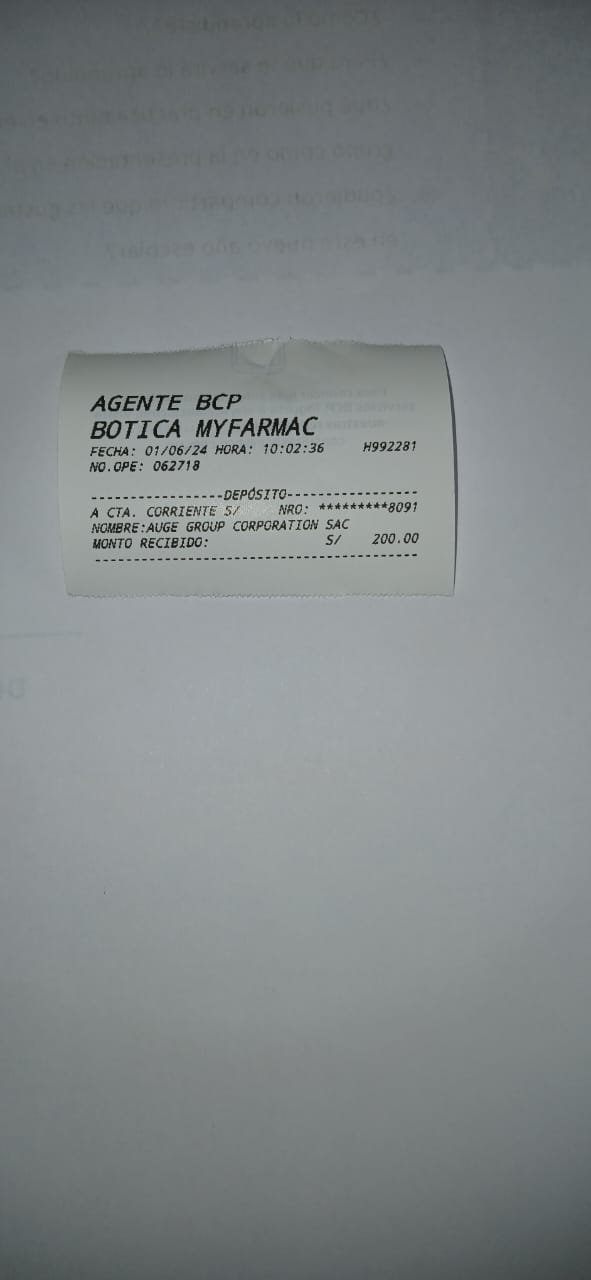 AGENTE BCP
BOTICA MYFARMAC
FECHA: 01/06/24 HORA: 10:02:36 H992281
NO.OPE: 062718
------------------DEPÓSITO------------------
A CTA. CORRIENTE S/ NRO: *********8091
NOMBRE:AUGE GROUP CORPORATION SAC
MONTO RECIBIDO: S/ 200.00
--------------------------------------------